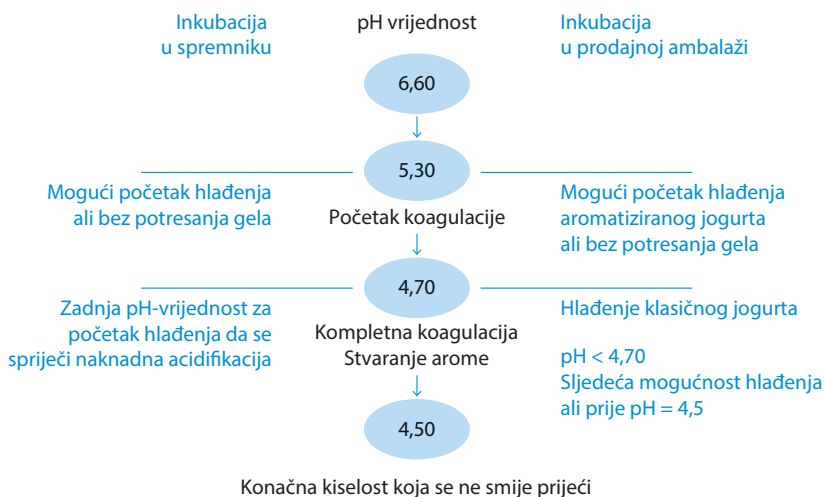 Inkubacija
u spremniku
pH vrijednost
Inkubacija
u prodajnoj ambalaži
6,60
5,30
Mogući početak hlađenja
ali bez potresanja gela
Početak koagulacije
Mogući početak hlađenja
aromatiziranog jogurta
ali bez potresanja gela
4,70
Zadnja pH-vrijednost za
početak hlađenja da se
spriječi naknadna acidifikacija
Kompletna koagulacija
Stvaranje arome
Hlađenje klasičnog jogurta
pH < 4,70
Sljedeća mogućnost hlađenja
ali prije pH = 4,5
4,50
Konačna kiselost koja se ne smije prijeći